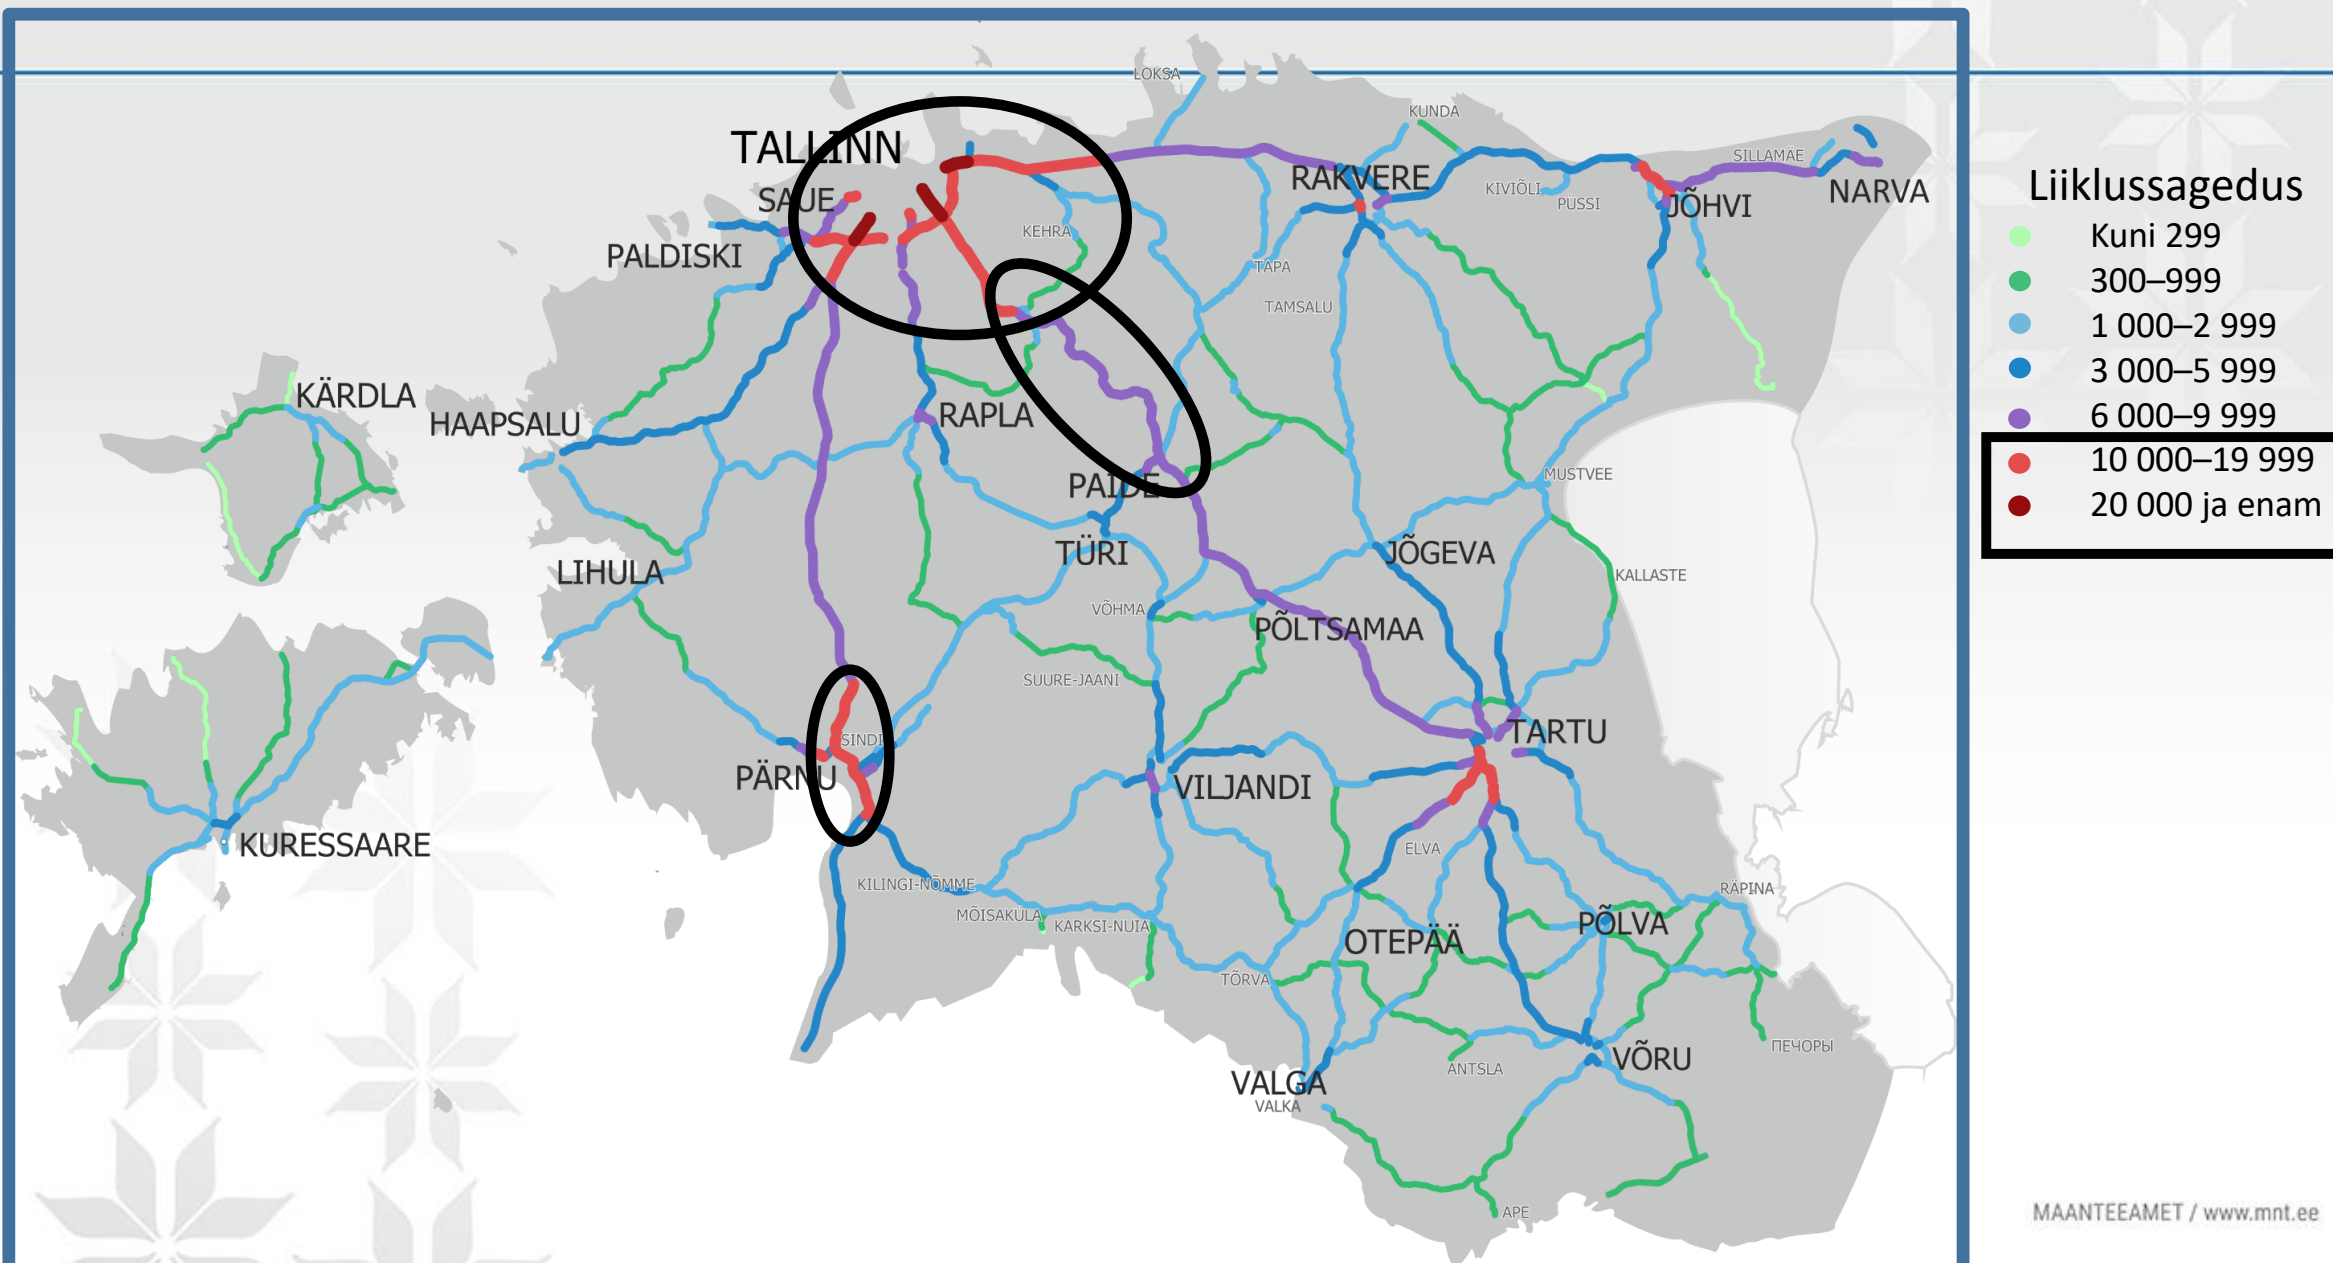 LOKSA
KUNDA
TALLINN
SILLAMÄE
RAKVERE
SAUE
KIVIÕLI
PÜSSI
JÕHVI
NARVA
KEHRA
PALDISKI
TAPA
TAMSALU
KÄRDLA
HAAPSALU
RAPLA
MUSTVEE
PAIDE
TÜRI
JÕGEVA
LIHULA
KALLASTE
VÕHMA
PÕLTSAMAA
SUURE-JAANI
TARTU
SINDI
PÄRNU
VILJANDI
KURESSAARE
ELVA
KILINGI-NÕMME
RÄPINA
MÕISAKÜLA
KARKSI-NUIA
PÕLVA
OTEPÄÄ
TÕRVA
ПЕЧОРЫ
VÕRU
ANTSLA
VALGA
VALKA
APE
Liiklussagedus
Kuni 299
300–999
1 000–2 999
3 000–5 999
6 000–9 999
10 000–19 999
20 000 ja enam
MAANTEEAMET / www.mnt.ee